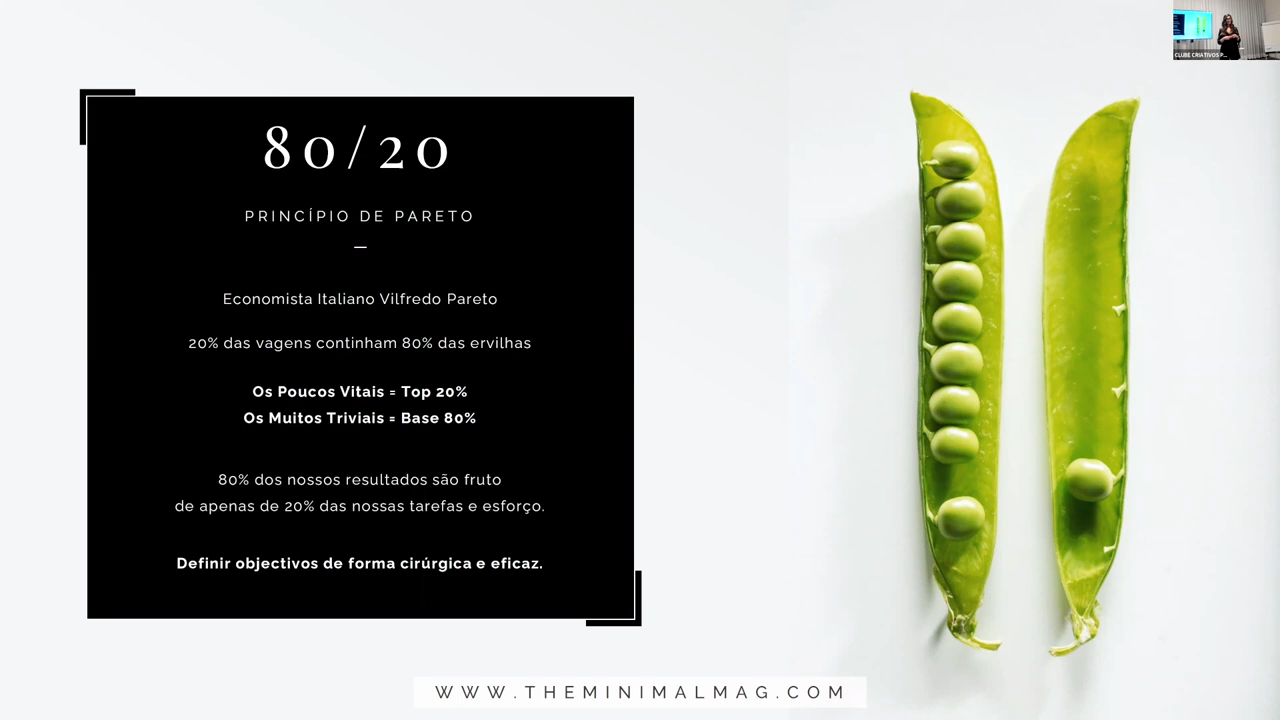 80/20
PRINCÍPIO DE PARETO
—
Economista Italiano Vilfredo Pareto
20% das vagens continham 80% das ervilhas
Os Poucos Vitais = Top 20%
Os Muitos Triviais = Base 80%
80% dos nossos resultados são fruto
de apenas de 20% das nossas tarefas e esforço.
Definir objectivos de forma cirúrgica e eficaz.
WWW.THEMINIMALMAG.COM
CLUBE CRIATIVOS P...